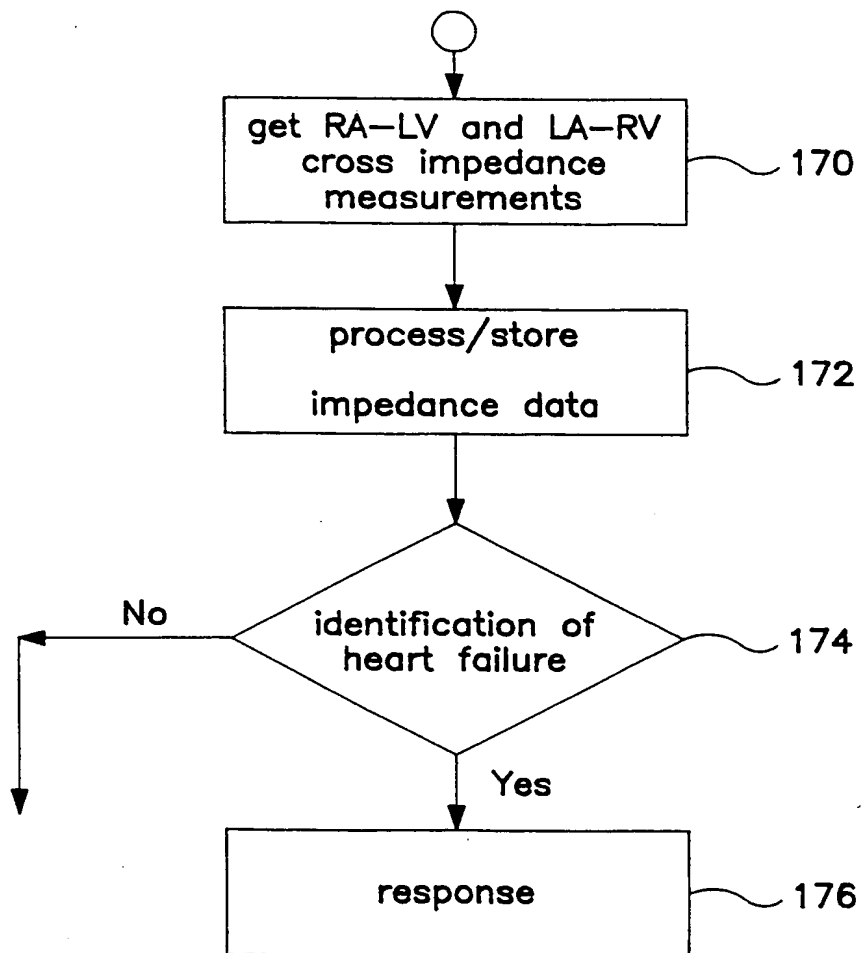 get RA-LV and LA-RV
cross impedance
measurements
170
process/store
impedance data
172
No
identification of
heart failure
174
Yes
response
176